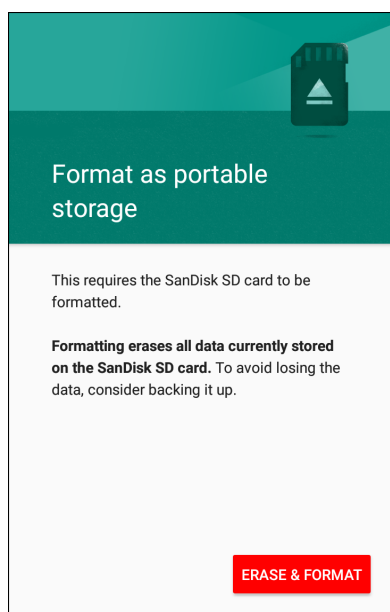 Format as portable
storage
This requires the SanDisk SD card to be
formatted.
Formatting erases all data currently stored
on the SanDisk SD card. To avoid losing the
data, consider backing it up.
ERASE & FORMAT